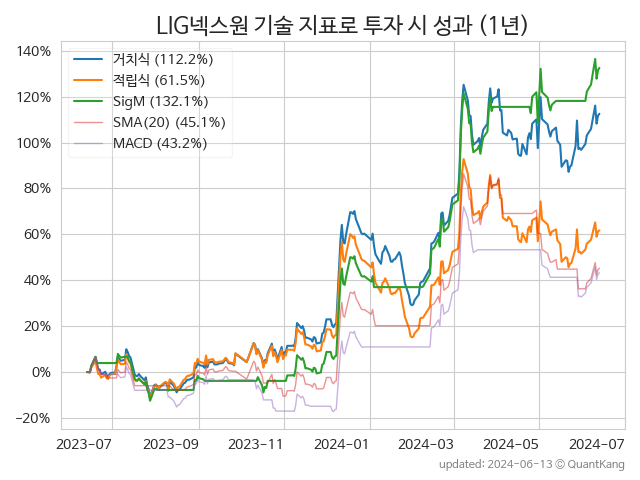 LIG넥스원 기술 지표로 투자 시 성과 (1년)
140%
120%
100%
80%
60%
40%
20%
0%
−20%
거치식 (112.2%)
적립식 (61.5%)
SigM (132.1%)
SMA(20) (45.1%)
MACD (43.2%)
2023-07 2023-09 2023-11 2024-01 2024-03 2024-05 2024-07
updated: 2024-06-13 © QuantKang